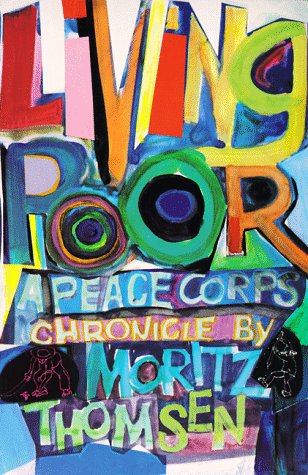 LiViNg
POOR
A PEACE CORPS
CHRONICLE BY
MORiTZ
THOMSEN